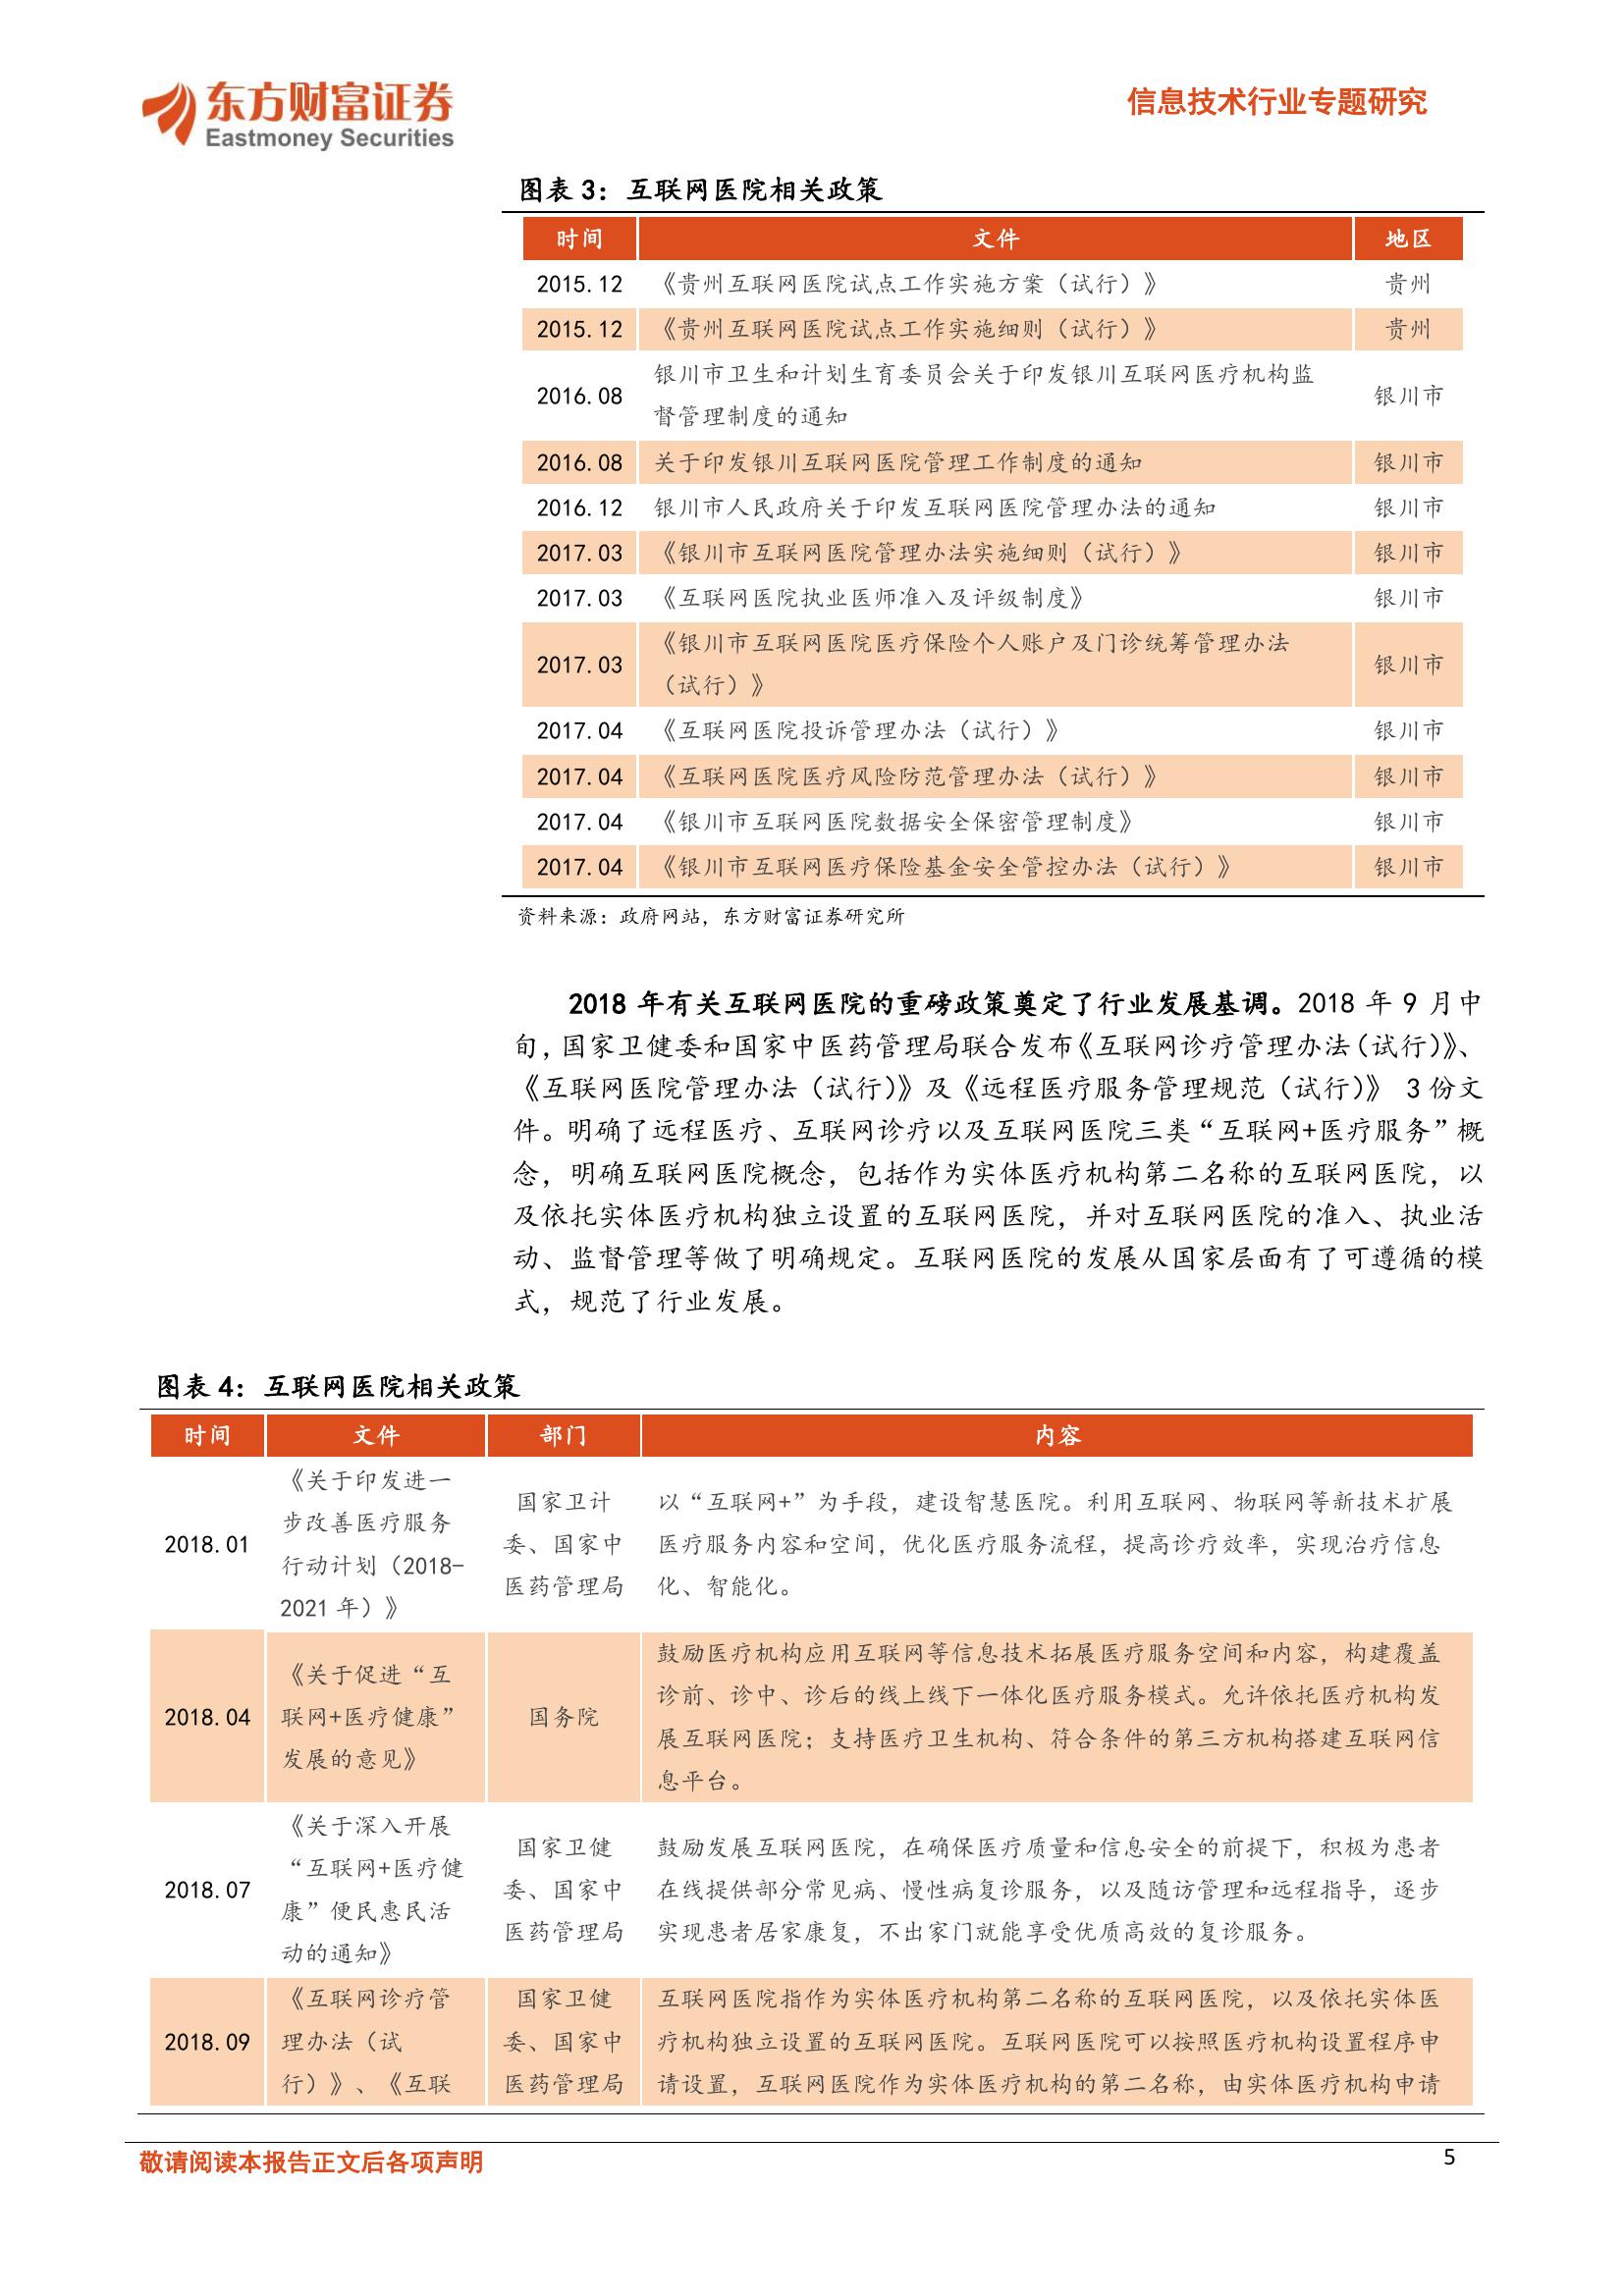 东方财富证券
Eastmoney Securities
信息技术行业专题研究
图表 3：互联网医院相关政策
时间 文件 地区
2015.12 《贵州互联网医院试点工作实施方案（试行）》 贵州
2015.12 《贵州互联网医院试点工作实施细则（试行）》 贵州
2016.08 银川市卫生和计划生育委员会关于印发银川互联网医疗机构监
督管理制度的通知 银川市
2016.08 关于印发银川互联网医院管理工作制度的通知 银川市
2016.12 银川市人民政府关于印发互联网医院管理办法的通知 银川市
2017.03 《银川市互联网医院管理办法实施细则（试行）》 银川市
2017.03 《互联网医院执业医师准入及评级制度》 银川市
2017.03 《银川市互联网医院医疗保险个人账户及门诊统筹管理办法
（试行）》 银川市
2017.04 《互联网医院投诉管理办法（试行）》 银川市
2017.04 《互联网医院医疗风险防范管理办法（试行）》 银川市
2017.04 《银川市互联网医院数据安全保密管理制度》 银川市
2017.04 《银川市互联网医疗保险基金安全管控办法（试行）》 银川市
资料来源：政府网站，东方财富证券研究所
2018 年有关互联网医院的重磅政策奠定了行业发展基调。2018 年 9 月中
旬，国家卫健委和国家中医药管理局联合发布《互联网诊疗管理办法（试行）》、
《互联网医院管理办法（试行）》及《远程医疗服务管理规范（试行）》 3 份文
件。明确了远程医疗、互联网诊疗以及互联网医院三类“互联网+医疗服务”概
念，明确互联网医院概念，包括作为实体医疗机构第二名称的互联网医院，以
及依托实体医疗机构独立设置的互联网医院，并对互联网医院的准入、执业活
动、监督管理等做了明确规定。互联网医院的发展从国家层面有了可遵循的模
式，规范了行业发展。
图表 4：互联网医院相关政策
时间 文件 部门 内容
2018.01
《关于印发进一
步改善医疗服务
行动计划（2018-
2021 年）》
国家卫计
委、国家中
医药管理局
以“互联网+”为手段，建设智慧医院。利用互联网、物联网等新技术扩展
医疗服务内容和空间，优化医疗服务流程，提高诊疗效率，实现治疗信息
化、智能化。
2018.04
《关于促进“互
联网+医疗健康”
发展的意见》
国务院
鼓励医疗机构应用互联网等信息技术拓展医疗服务空间和内容，构建覆盖
诊前、诊中、诊后的线上线下一体化医疗服务模式。允许依托医疗机构发
展互联网医院；支持医疗卫生机构、符合条件的第三方机构搭建互联网信
息平台。
2018.07
《关于深入开展
“互联网+医疗健
康”便民惠民活
动的通知》
国家卫健
委、国家中
医药管理局
鼓励发展互联网医院，在确保医疗质量和信息安全的前提下，积极为患者
在线提供部分常见病、慢性病复诊服务，以及随访管理和远程指导，逐步
实现患者居家康复，不出家门就能享受优质高效的复诊服务。
2018.09
《互联网诊疗管
理办法（试
行）》、《互联
国家卫健
委、国家中
医药管理局
互联网医院指作为实体医疗机构第二名称的互联网医院，以及依托实体医
疗机构独立设置的互联网医院。互联网医院可以按照医疗机构设置程序申
请设置，互联网医院作为实体医疗机构的第二名称，由实体医疗机构申请
敬请阅读本报告正文后各项声明
5